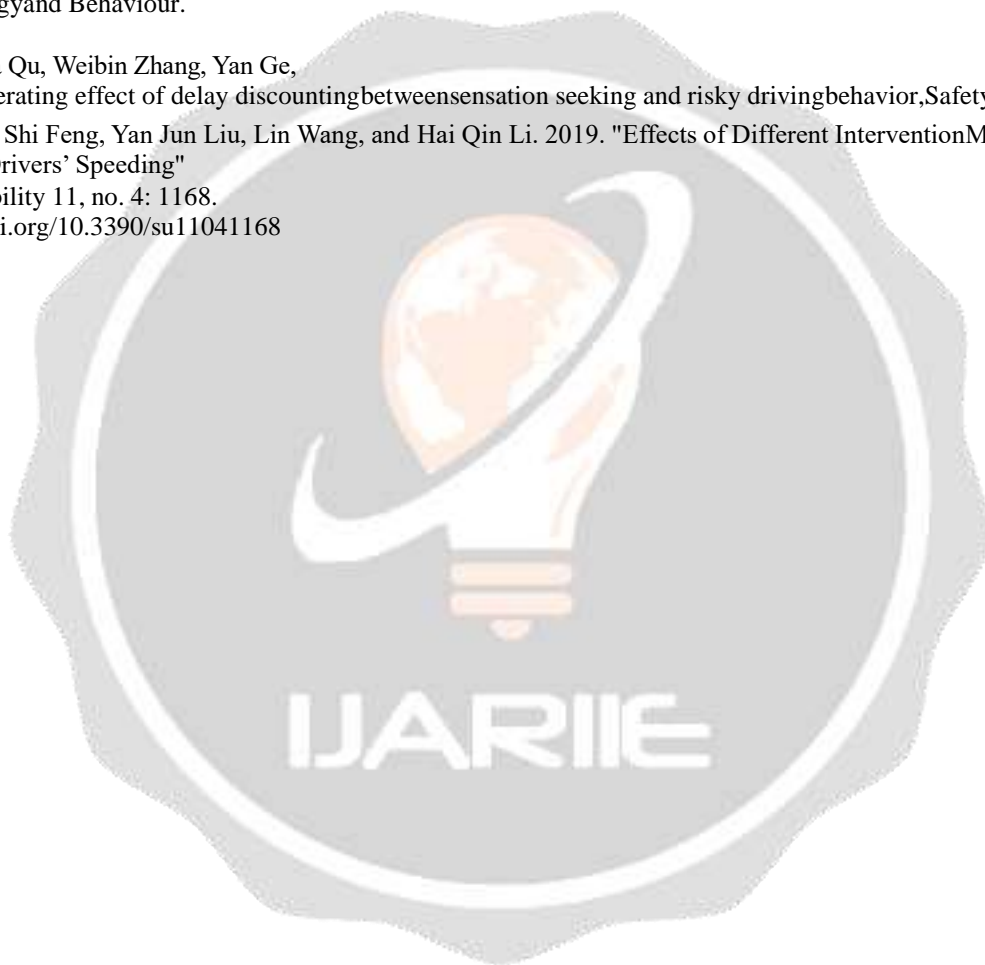 gyand Behaviour.
Qu, Weibin Zhang, Yan Ge,
erating effect of delay discountingbetweensensation seeking and risky drivingbehavior,Safety
Shi Feng, Yan Jun Liu, Lin Wang, and Hai Qin Li. 2019. "Effects of Different InterventionM
rivers’ Speeding"
bility 11, no. 4: 1168.
i.org/10.3390/su11041168
IJARIIE